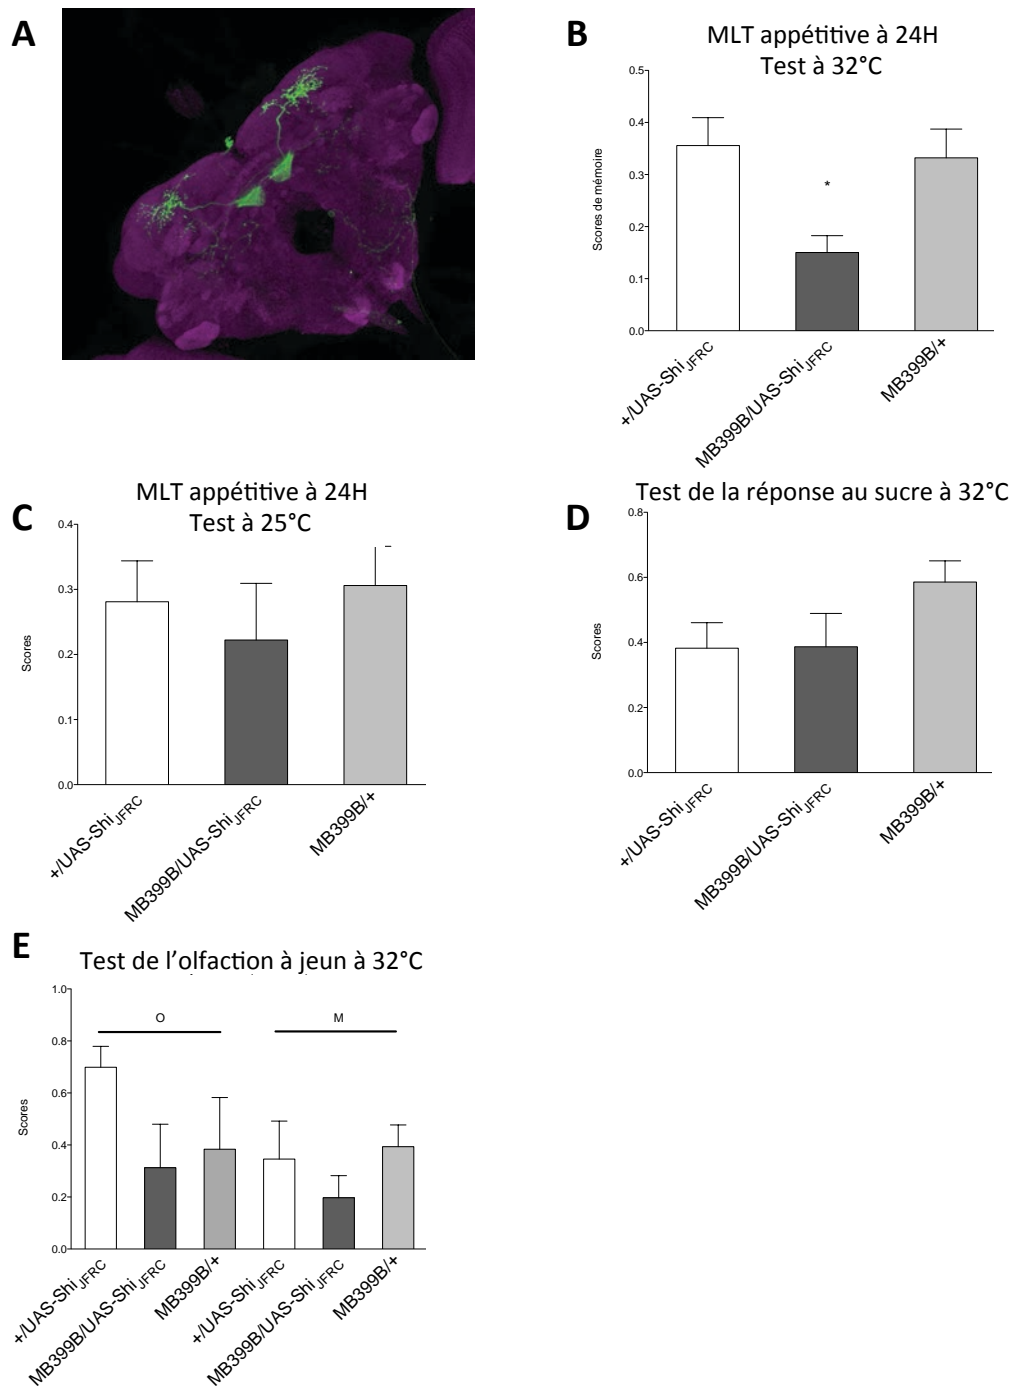 A
B
MLT appétitive à 24H
Test à 32°C
0.5
0.4
0.3
0.2
0.1
0.0
Scores de mémoire
*
+/UAS-Shi JFRC
MB399B/UAS-Shi JFRC
MB399B/+
C
MLT appétitive à 24H
Test à 25°C
0.4
0.3
0.2
0.1
0.0
Scores
+/UAS-Shi JFRC
MB399B/UAS-Shi JFRC
MB399B/+
D
Test de la réponse au sucre à 32°C
0.8
0.6
0.4
0.2
0.0
Scores
+/UAS-Shi JFRC
MB399B/UAS-Shi JFRC
MB399B/+
E
Test de l’olfaction à jeun à 32°C
1.0
0.8
0.6
0.4
0.2
0.0
Scores
O
M
+/UAS-Shi JFRC
MB399B/UAS-Shi JFRC
MB399B/+
+/UAS-Shi JFRC
MB399B/UAS-Shi JFRC
MB399B/+